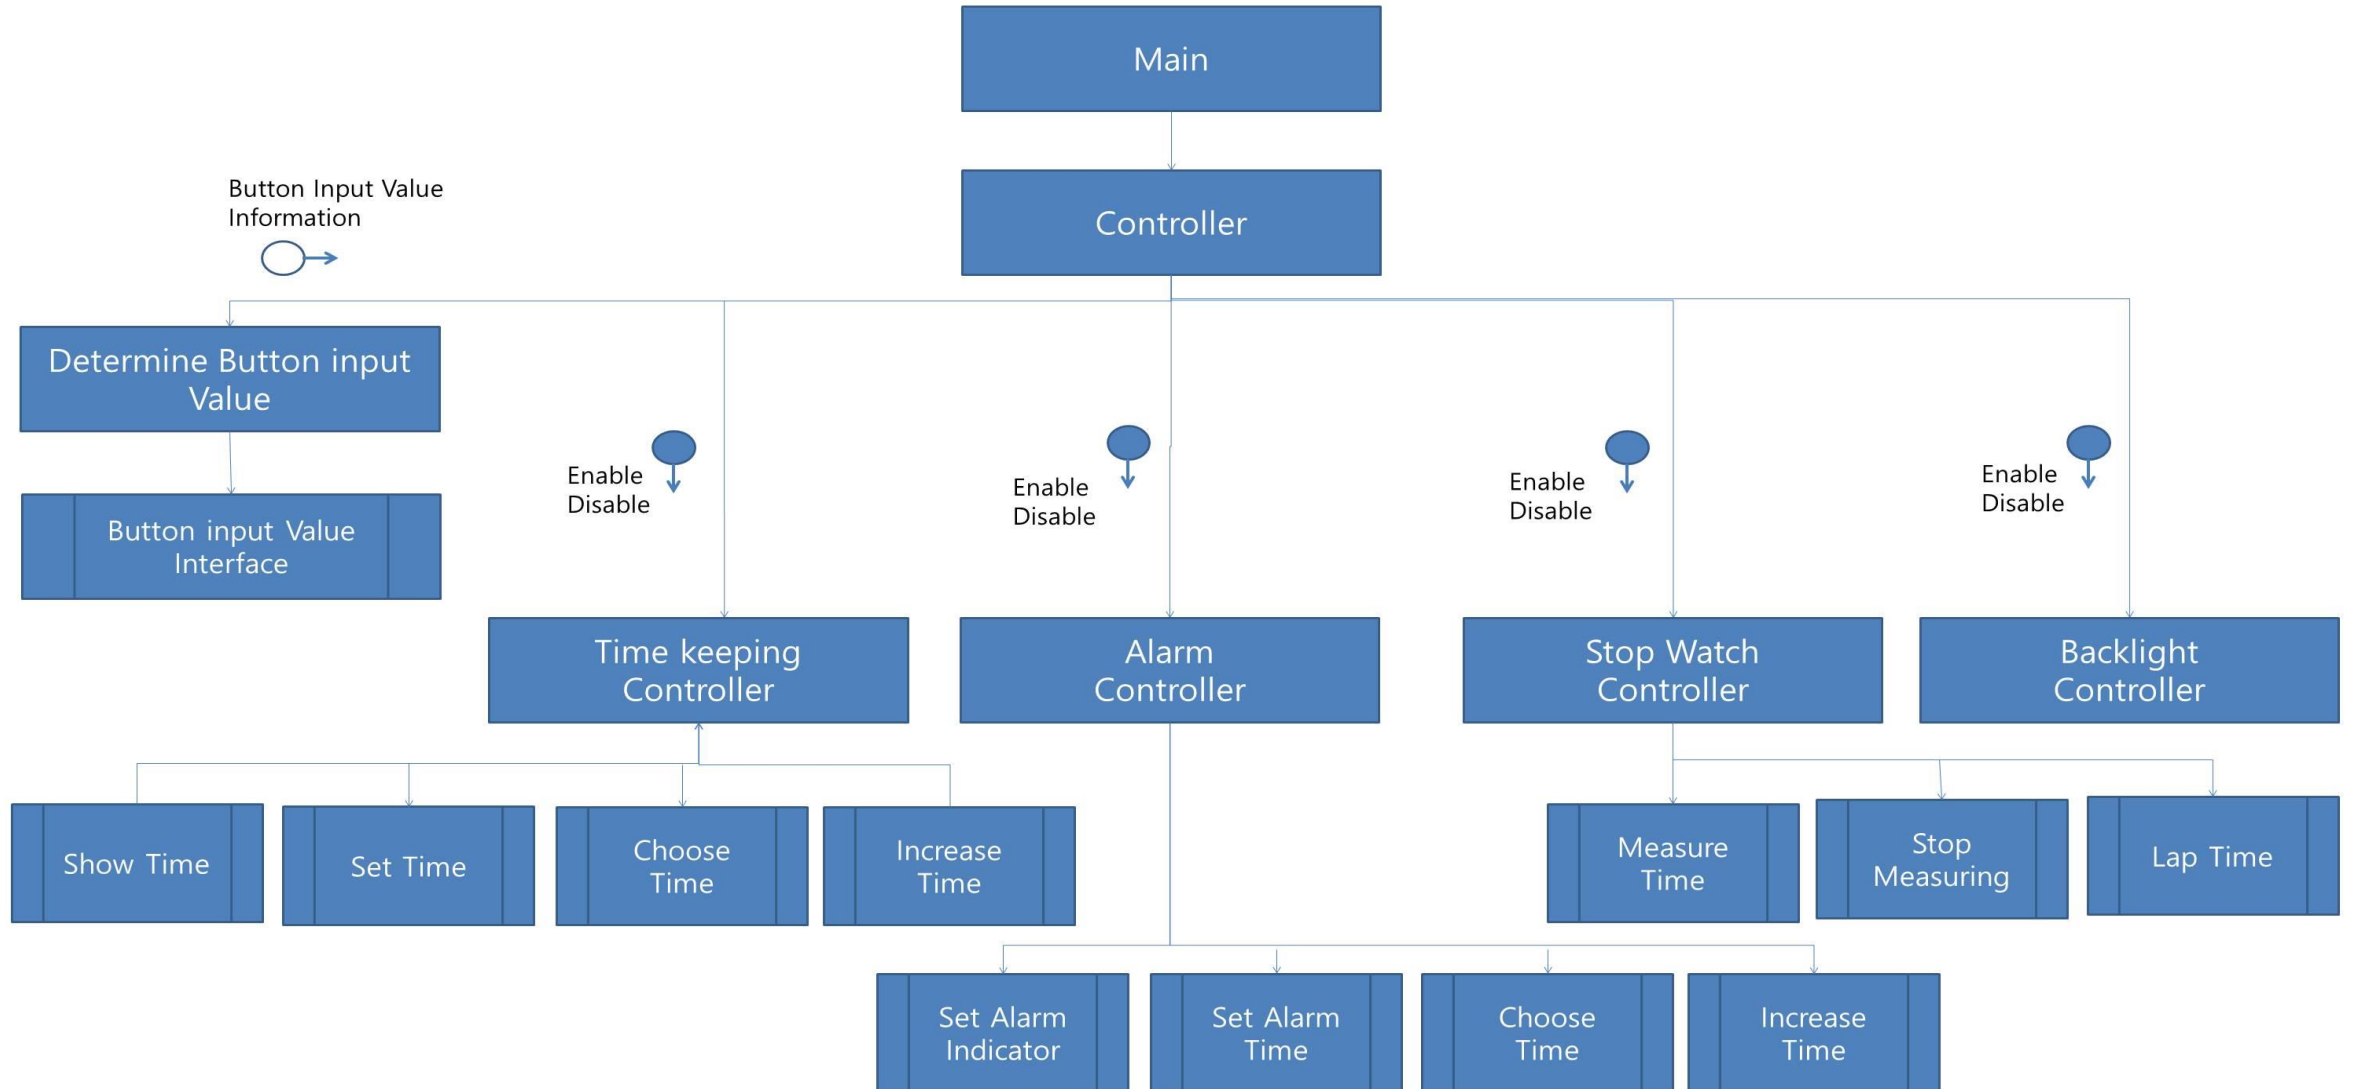 Main
Controller
Button Input Value
Information
Determine Button input
Value
Button input Value
Interface
Enable
Disable
Enable
Disable
Enable
Disable
Enable
Disable
Time keeping
Controller
Alarm
Controller
Stop Watch
Controller
Backlight
Controller
Show Time
Set Time
Choose
Time
Increase
Time
Measure
Time
Stop
Measuring
Lap Time
Set Alarm
Indicator
Set Alarm
Time
Choose
Time
Increase
Time